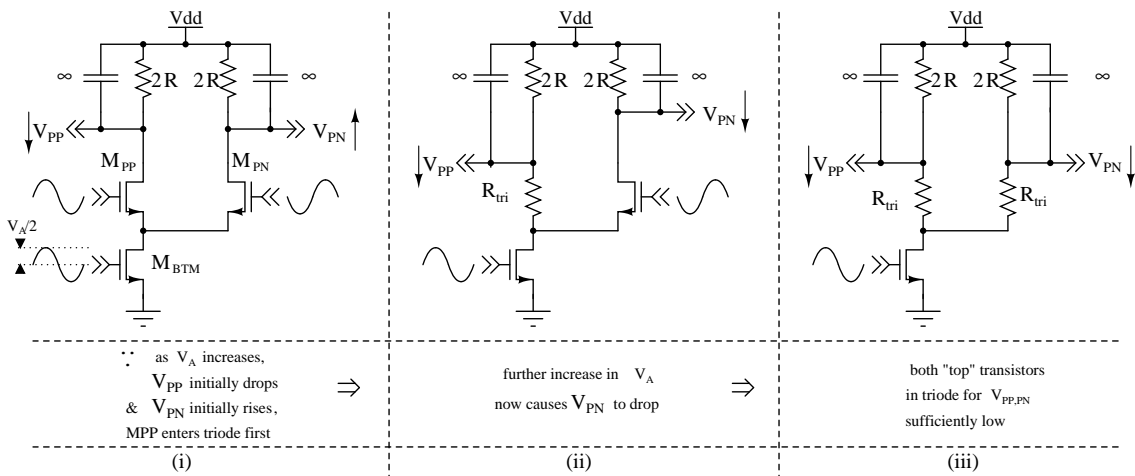 Vdd
∞
2R
2R
∞
V_PP
V_PN
M_PP
M_PN
V_A/2
M_BTM
∵ as V_A increases,
V_PP initially drops
& V_PN initially rises,
MPP enters triode first
⇒
(i)
Vdd
∞
2R
2R
∞
V_PN
V_PP
R_tri
further increase in V_A
now causes V_PN to drop
⇒
(ii)
Vdd
∞
2R
2R
∞
V_PP
V_PN
R_tri
R_tri
both "top" transistors
in triode for V_PP,PN
sufficiently low
(iii)